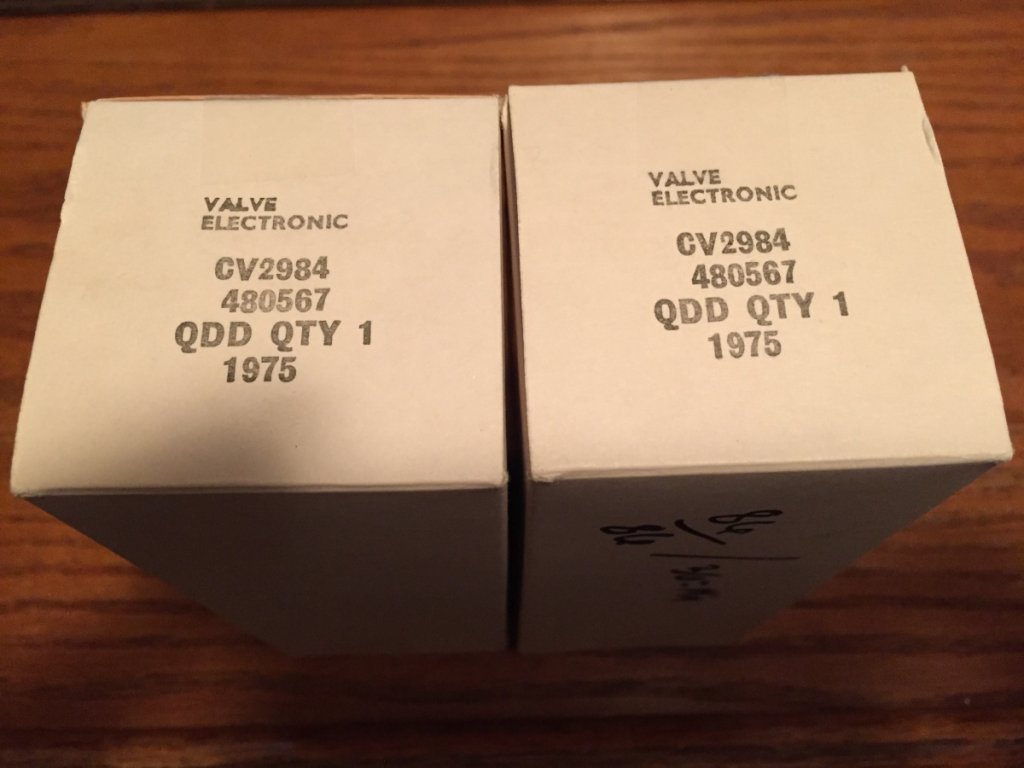 VALVE
ELECTRONIC
CV2984
480567
QDD QTY 1
1975
VALVE
ELECTRONIC
CV2984
480567
QDD QTY 1
1975